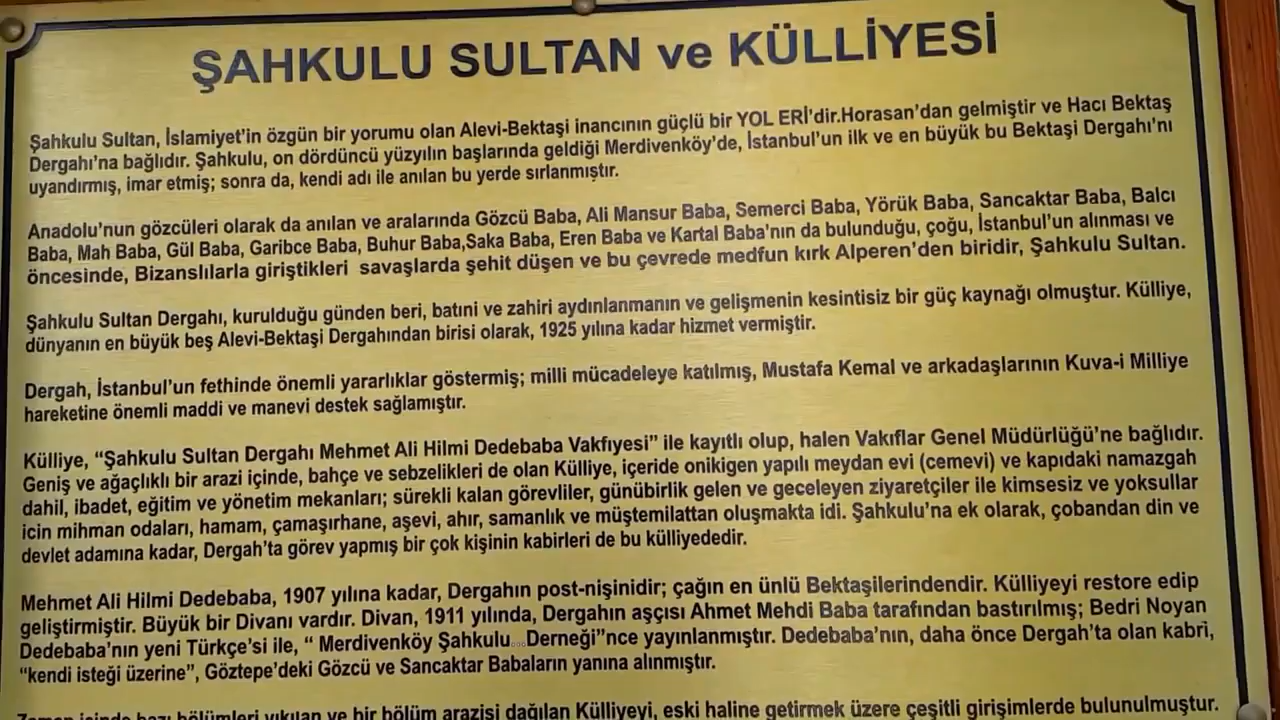 ŞAHKULU SULTAN ve KÜLLİYESİ
Şahkulu Sultan, İslamiyet'in özgün bir yorumu olan Alevi-Bektaşi inancının güçlü bir YOL ERİ'dir.Horasan'dan gelmiştir ve Hacı Bektaş
Dergahı'na bağlıdır. Şahkulu, on dördüncü yüzyılın başlarında geldiği Merdivenköy'de, İstanbul'un ilk ve en büyük bu Bektaşi Dergahı'nı
uyandırmış, imar etmiş; sonra da, kendi adı ile anılan bu yerde sırlanmıştır.
Anadolu'nun gözcüleri olarak da anılan ve aralarında Gözcü Baba, Ali Mansur Baba, Semerci Baba, Yörük Baba, Sancaktar Baba, Balcı
Baba, Mah Baba, Gül Baba, Garibce Baba, Buhur Baba,Saka Baba, Eren Baba ve Kartal Baba'nın da bulunduğu, çoğu, İstanbul'un alınması ve
öncesinde, Bizanslılarla giriştikleri savaşlarda şehit düşen ve bu çevrede medfun kırk Alperen'den biridir, Şahkulu Sultan.
Şahkulu Sultan Dergahı, kurulduğu günden beri, batıni ve zahiri aydınlanmanın ve gelişmenin kesintisiz bir güç kaynağı olmuştur. Külliye,
dünyanın en büyük beş Alevi-Bektaşi Dergahından birisi olarak, 1925 yılına kadar hizmet vermiştir.
Dergah, İstanbul'un fethinde önemli yararlıklar göstermiş; milli mücadeleye katılmış, Mustafa Kemal ve arkadaşlarının Kuva-i Milliye
hareketine önemli maddi ve manevi destek sağlamıştır.
Külliye, "Şahkulu Sultan Dergahı Mehmet Ali Hilmi Dedebaba Vakfıyesi" ile kayıtlı olup, halen Vakıflar Genel Müdürlüğü'ne bağlıdır.
Geniş ve ağaçlıklı bir arazi içinde, bahçe ve sebzelikleri de olan Külliye, içeride onikigen yapılı meydan evi (cemevi) ve kapıdaki namazgah
dahil, ibadet, eğitim ve yönetim mekanları; sürekli kalan görevliler, günübirlik gelen ve geceleyen ziyaretçiler ile kimsesiz ve yoksullar
icin mihman odaları, hamam, çamaşırhane, aşevi, ahır, samanlık ve müştemilattan oluşmakta idi. Şahkulu'na ek olarak, çobandan din ve
devlet adamına kadar, Dergah'ta görev yapmış bir çok kişinin kabirleri de bu külliyededir.
Mehmet Ali Hilmi Dedebaba, 1907 yılına kadar, Dergahın post-nişinidir; çağın en ünlü Bektaşilerindendir. Külliyeyi restore edip
geliştirmiştir. Büyük bir Divanı vardır. Divan, 1911 yılında, Dergahın aşçısı Ahmet Mehdi Baba tarafından bastırılmış; Bedri Noyan
Dedebaba'nın yeni Türkçe'si ile, " Merdivenköy Şahkulu...Derneği"nce yayınlanmıştır. Dedebaba'nın, daha önce Dergah'ta olan kabri,
"kendi isteği üzerine", Göztepe'deki Gözcü ve Sancaktar Babaların yanına alınmıştır.
Zaman içinde bazı bölümleri yıkılan ve bir bölüm arazisi dağılan Külliyeyi, eski haline getirmek üzere çeşitli girişimlerde bulunulmuştur.